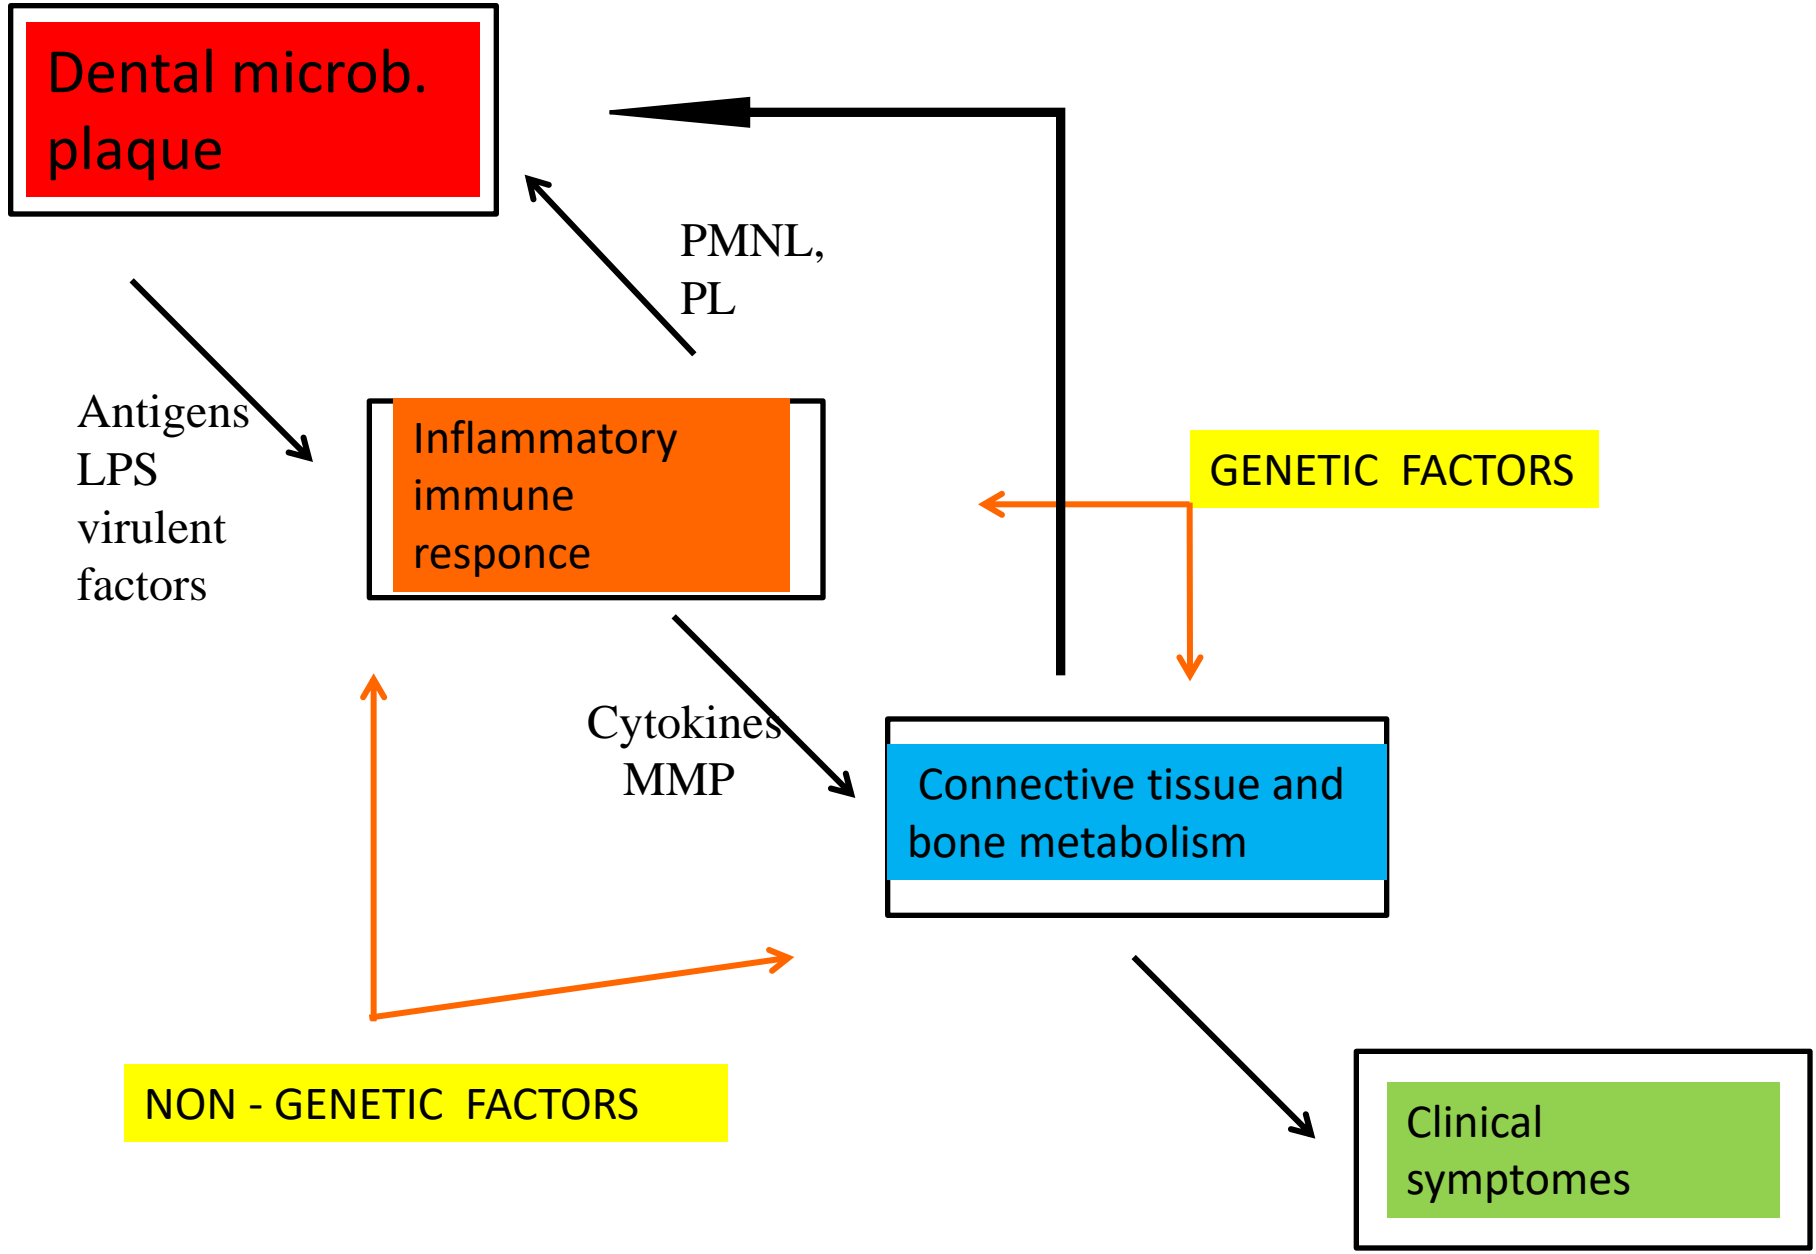 Dental microb.
plaque
PMNL,
PL
Antigens
LPS
virulent
factors
Inflammatory
immune
responce
GENETIC  FACTORS
Cytokines
MMP
Connective tissue and
bone metabolism
NON - GENETIC  FACTORS
Clinical
symptomes